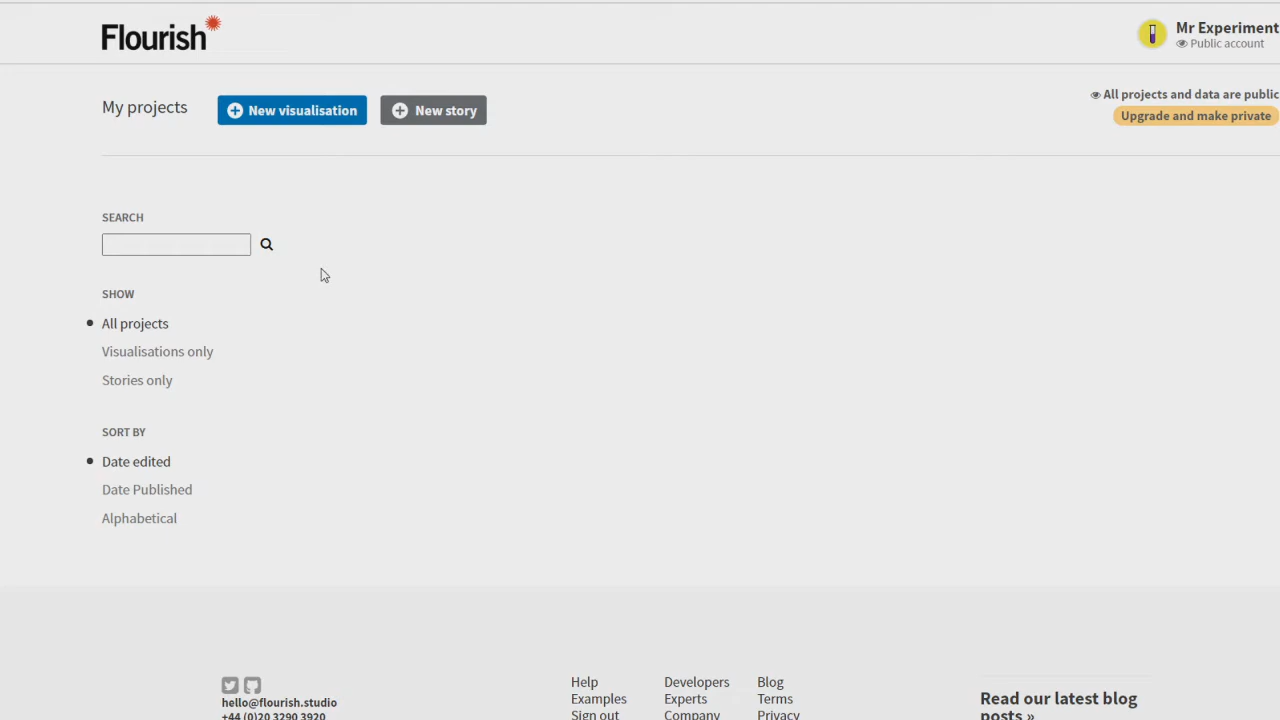 Flourish
Mr Experiment
Public account
My projects
New visualisation
New story
All projects and data are public
Upgrade and make private
SEARCH
SHOW
All projects
Visualisations only
Stories only
SORT BY
Date edited
Date Published
Alphabetical
hello@flourish.studio
+44 (0)20 3290 3920
Help
Examples
Sign out
Developers
Experts
Company
Blog
Terms
Privacy
Read our latest blog
posts »